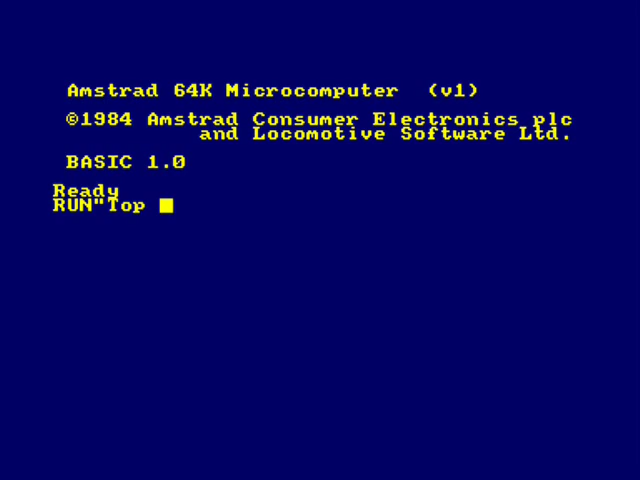 Amstrad 64K Microcomputer (v1)
©1984 Amstrad Consumer Electronics plc
and Locomotive Software Ltd.
BASIC 1.0
Ready
RUN"Top